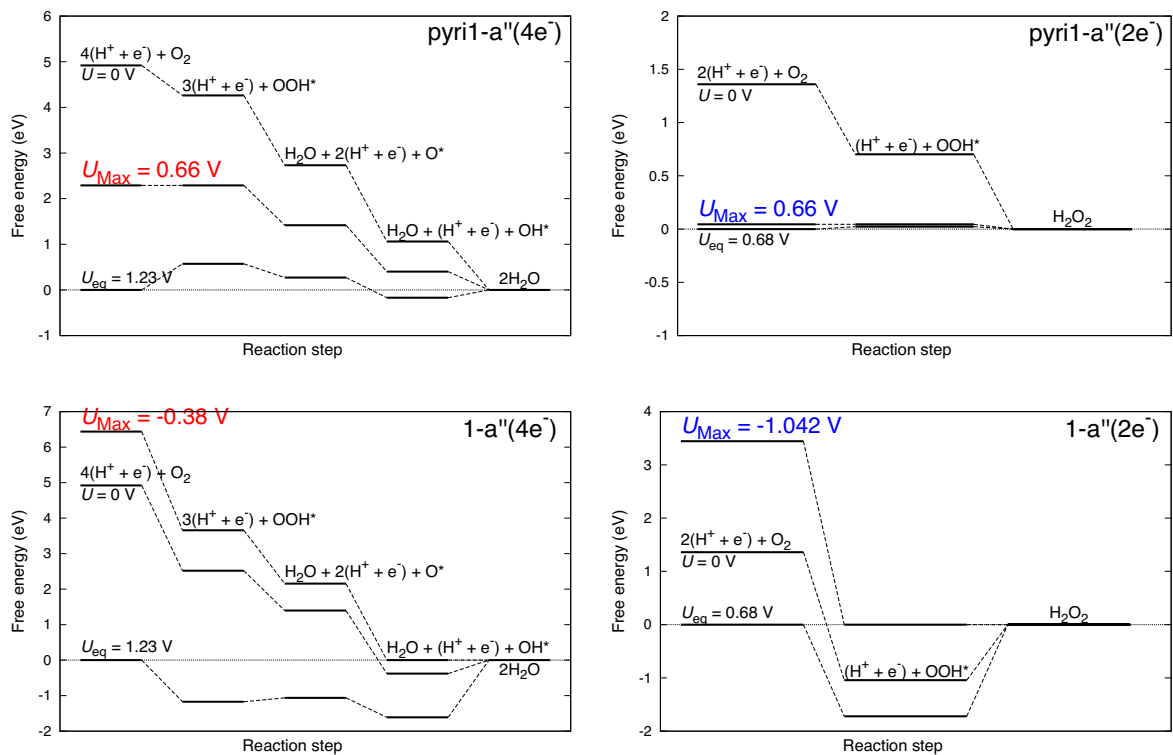 pyri1-a"(4e⁻)
Free energy (eV)
6
5
4
3
2
1
0
-1
4(H⁺ + e⁻) + O₂
U = 0 V
3(H⁺ + e⁻) + OOH*
H₂O + 2(H⁺ + e⁻) + O*
U_Max = 0.66 V
H₂O + (H⁺ + e⁻) + OH*
U_eq = 1.23 V
2H₂O
Reaction step
pyri1-a"(2e⁻)
Free energy (eV)
2
1.5
1
0.5
0
-0.5
-1
2(H⁺ + e⁻) + O₂
U = 0 V
(H⁺ + e⁻) + OOH*
U_Max = 0.66 V
H₂O₂
U_eq = 0.68 V
Reaction step
1-a"(4e⁻)
Free energy (eV)
7
6
5
4
3
2
1
0
-1
-2
U_Max = -0.38 V
4(H⁺ + e⁻) + O₂
U = 0 V
3(H⁺ + e⁻) + OOH*
H₂O + 2(H⁺ + e⁻) + O*
U_eq = 1.23 V
H₂O + (H⁺ + e⁻) + OH*
2H₂O
Reaction step
1-a"(2e⁻)
Free energy (eV)
4
3
2
1
0
-1
-2
U_Max = -1.042 V
2(H⁺ + e⁻) + O₂
U = 0 V
U_eq = 0.68 V
H₂O₂
(H⁺ + e⁻) + OOH*
Reaction step